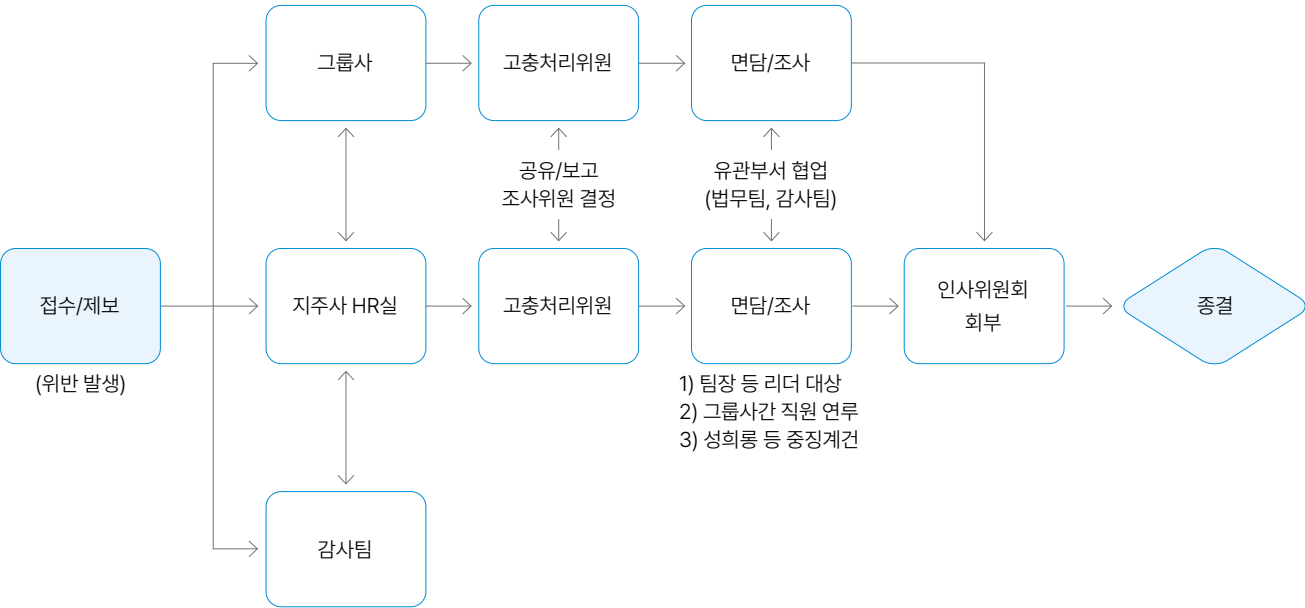 그룹사
고충처리위원
면담/조사
공유/보고
조사위원 결정
유관부서 협업
(법무팀, 감사팀)
접수/제보
(위반 발생)
지주사 HR실
고충처리위원
면담/조사
1) 팀장 등 리더 대상
2) 그룹사간 직원 연루
3) 성희롱 등 중징계건
인사위원회
회부
종결
감사팀